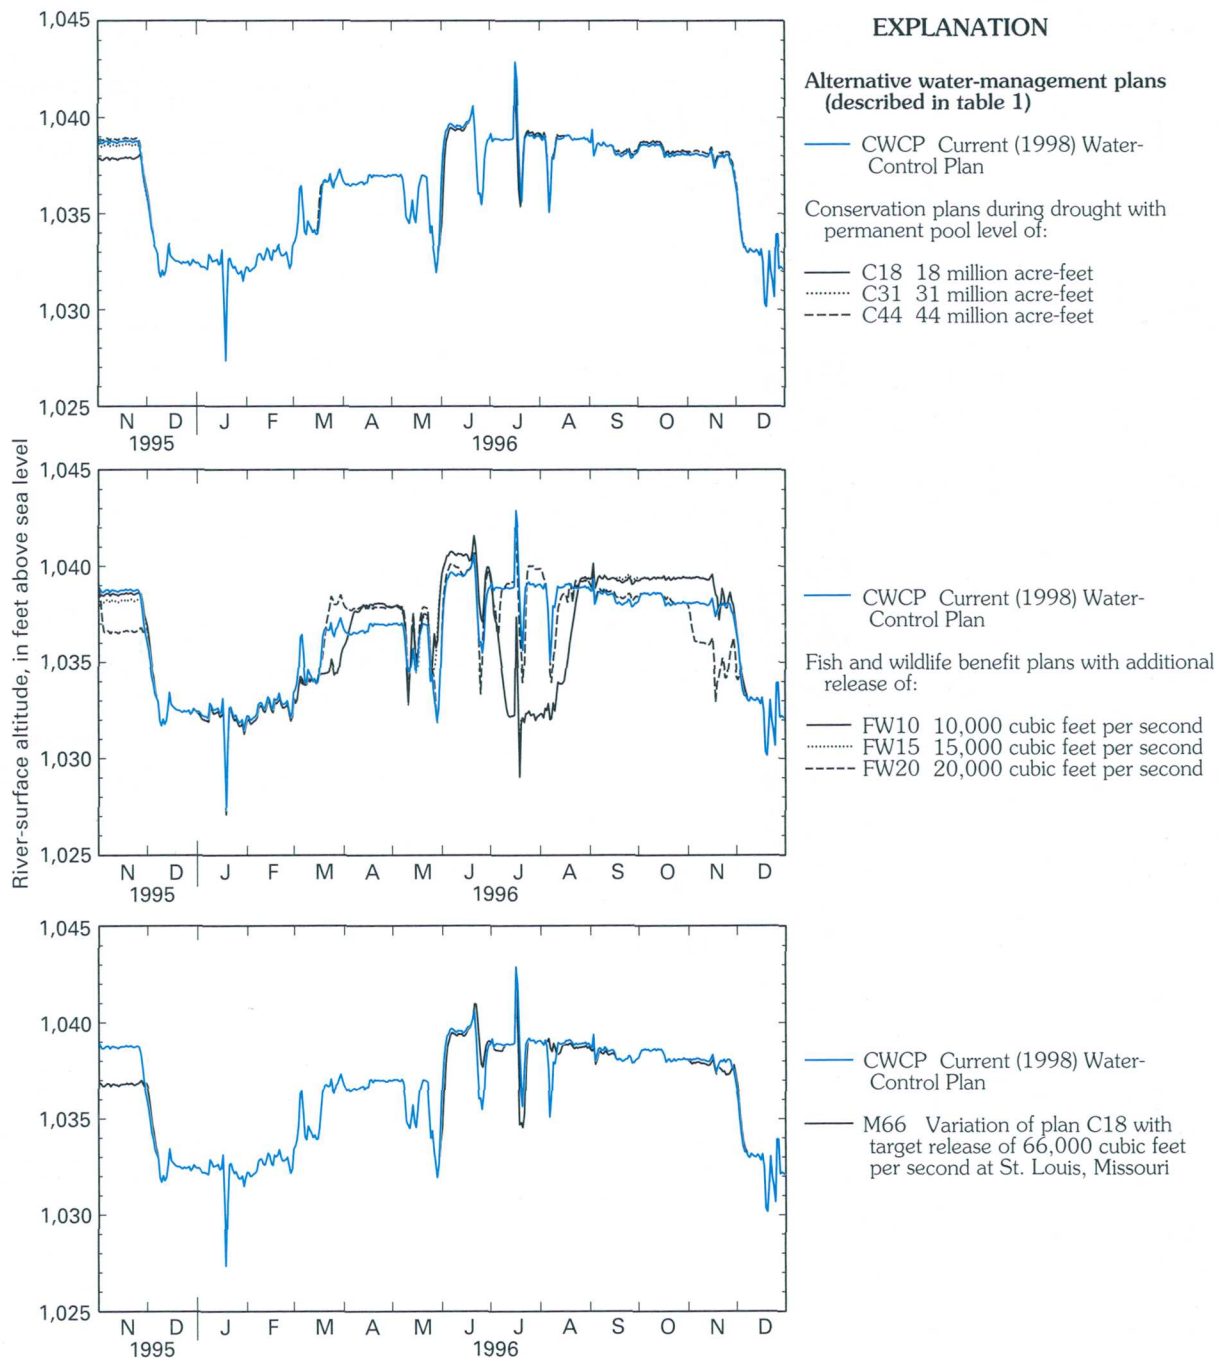 EXPLANATION
Alternative water-management plans
(described in table 1)
CWCP Current (1998) Water-
Control Plan
Conservation plans during drought with
permanent pool level of:
C18 18 million acre-feet
C31 31 million acre-feet
C44 44 million acre-feet
1,045
1,040
1,035
1,030
1,025
N D J F M A M J J A S O N D
1995 1996
River-surface altitude, in feet above sea level
1,045
1,040
1,035
1,030
1,025
N D J F M A M J J A S O N D
1995 1996
CWCP Current (1998) Water-
Control Plan
Fish and wildlife benefit plans with additional
release of:
FW10 10,000 cubic feet per second
FW15 15,000 cubic feet per second
FW20 20,000 cubic feet per second
1,045
1,040
1,035
1,030
1,025
N D J F M A M J J A S O N D
1995 1996
CWCP Current (1998) Water-
Control Plan
M66 Variation of plan C18 with
target release of 66,000 cubic feet
per second at St. Louis, Missouri